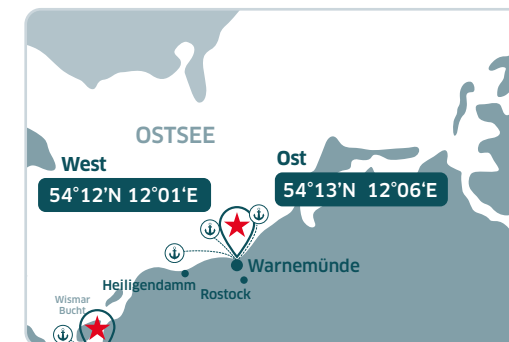 OSTSEE
West
54°12’N 12°01‘E
Ost
54°13’N 12°06‘E
Warnemünde
Heiligendamm
Rostock
Wismar
Bucht